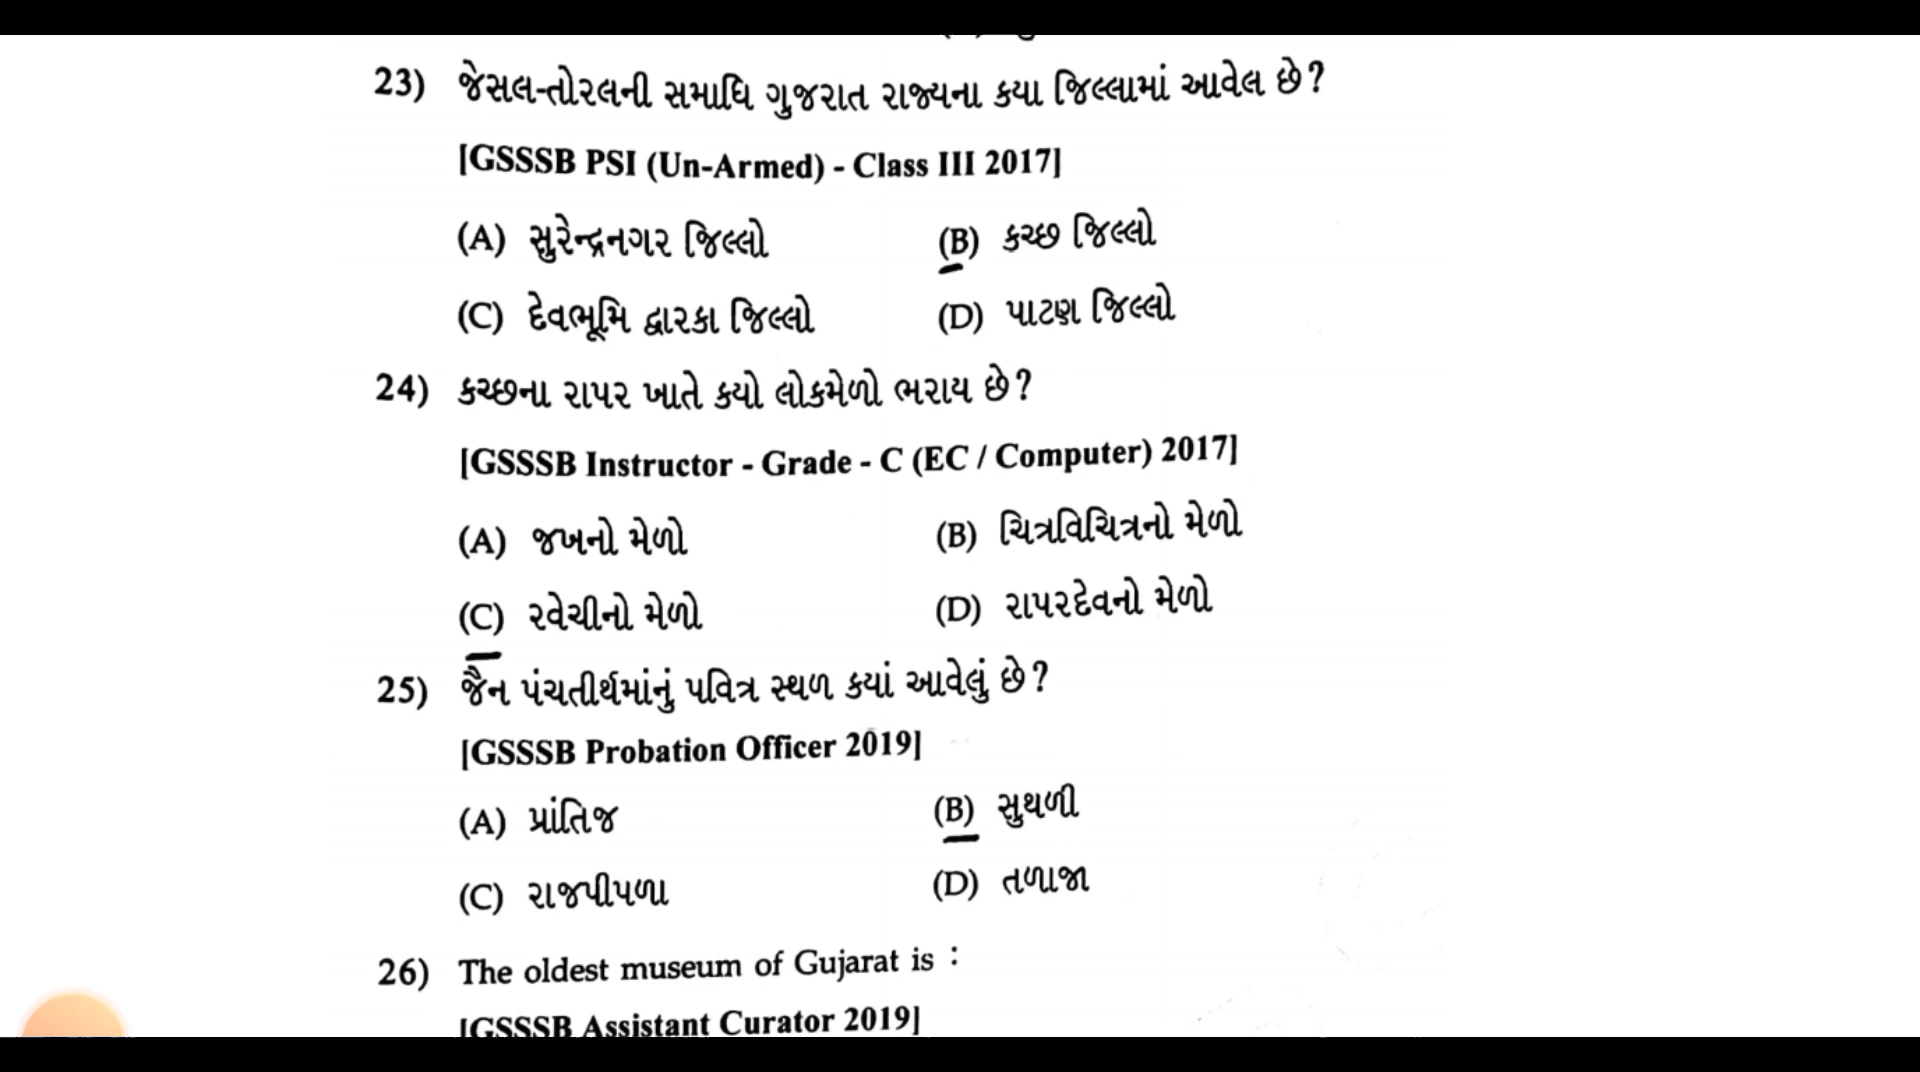 23) જેસલ-તોરલની સમાધિ ગુજરાત રાજ્યના કયા જિલ્લામાં આવેલ છે?
[GSSSB PSI (Un-Armed) - Class III 2017]
(A) સુરેન્દ્રનગર જિલ્લો (B) કચ્છ જિલ્લો
(C) દેવભૂમિ દ્વારકા જિલ્લો (D) પાટણ જિલ્લો
24) કચ્છના રાપર ખાતે કયો લોકમેળો ભરાય છે?
[GSSSB Instructor - Grade - C (EC / Computer) 2017]
(A) જખનો મેળો (B) ચિત્રવિચિત્રનો મેળો
(C) રવેચીનો મેળો (D) રાપરદેવનો મેળો
25) જૈન પંચતીર્થમાંનું પવિત્ર સ્થળ કયાં આવેલું છે?
[GSSSB Probation Officer 2019]
(A) પ્રાંતિજ (B) સુથળી
(C) રાજપીપળા (D) તળાજા
26) The oldest museum of Gujarat is :
[GSSSB Assistant Curator 2019]